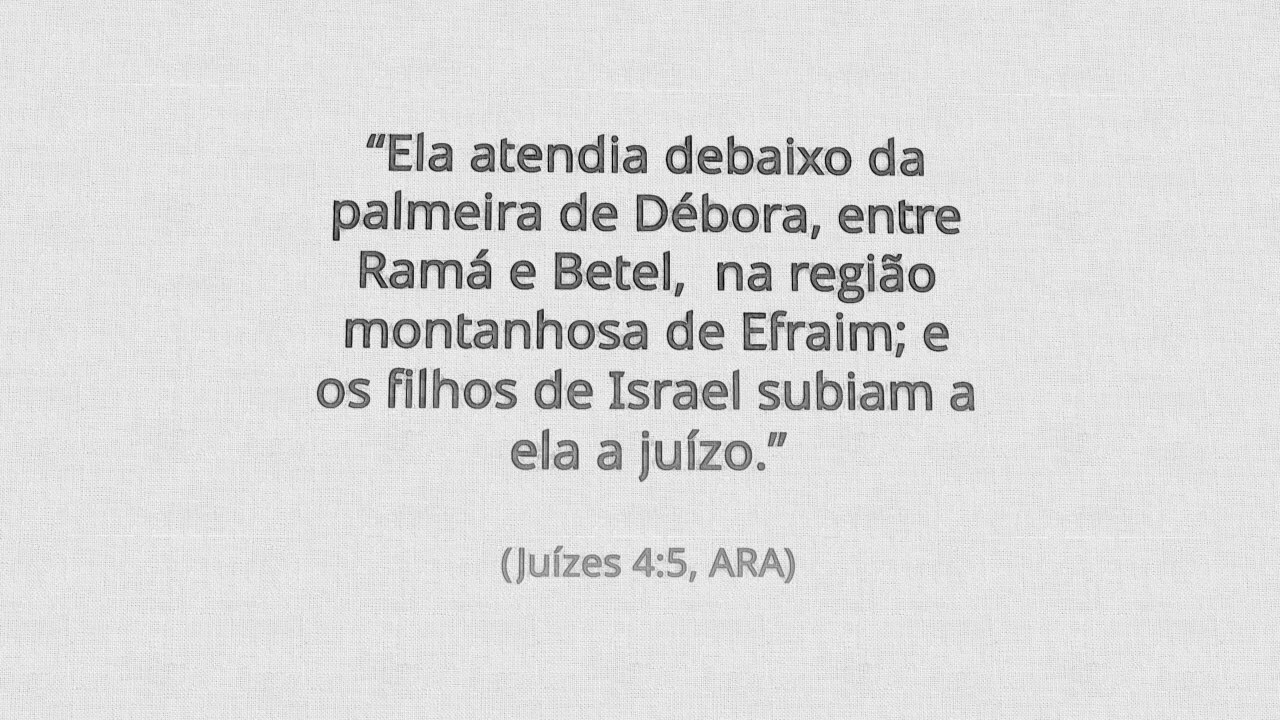 “Ela atendia debaixo da
palmeira de Débora, entre
Ramá e Betel,  na região
montanhosa de Efraim; e
os filhos de Israel subiam a
ela a juízo.”
(Juízes 4:5, ARA)